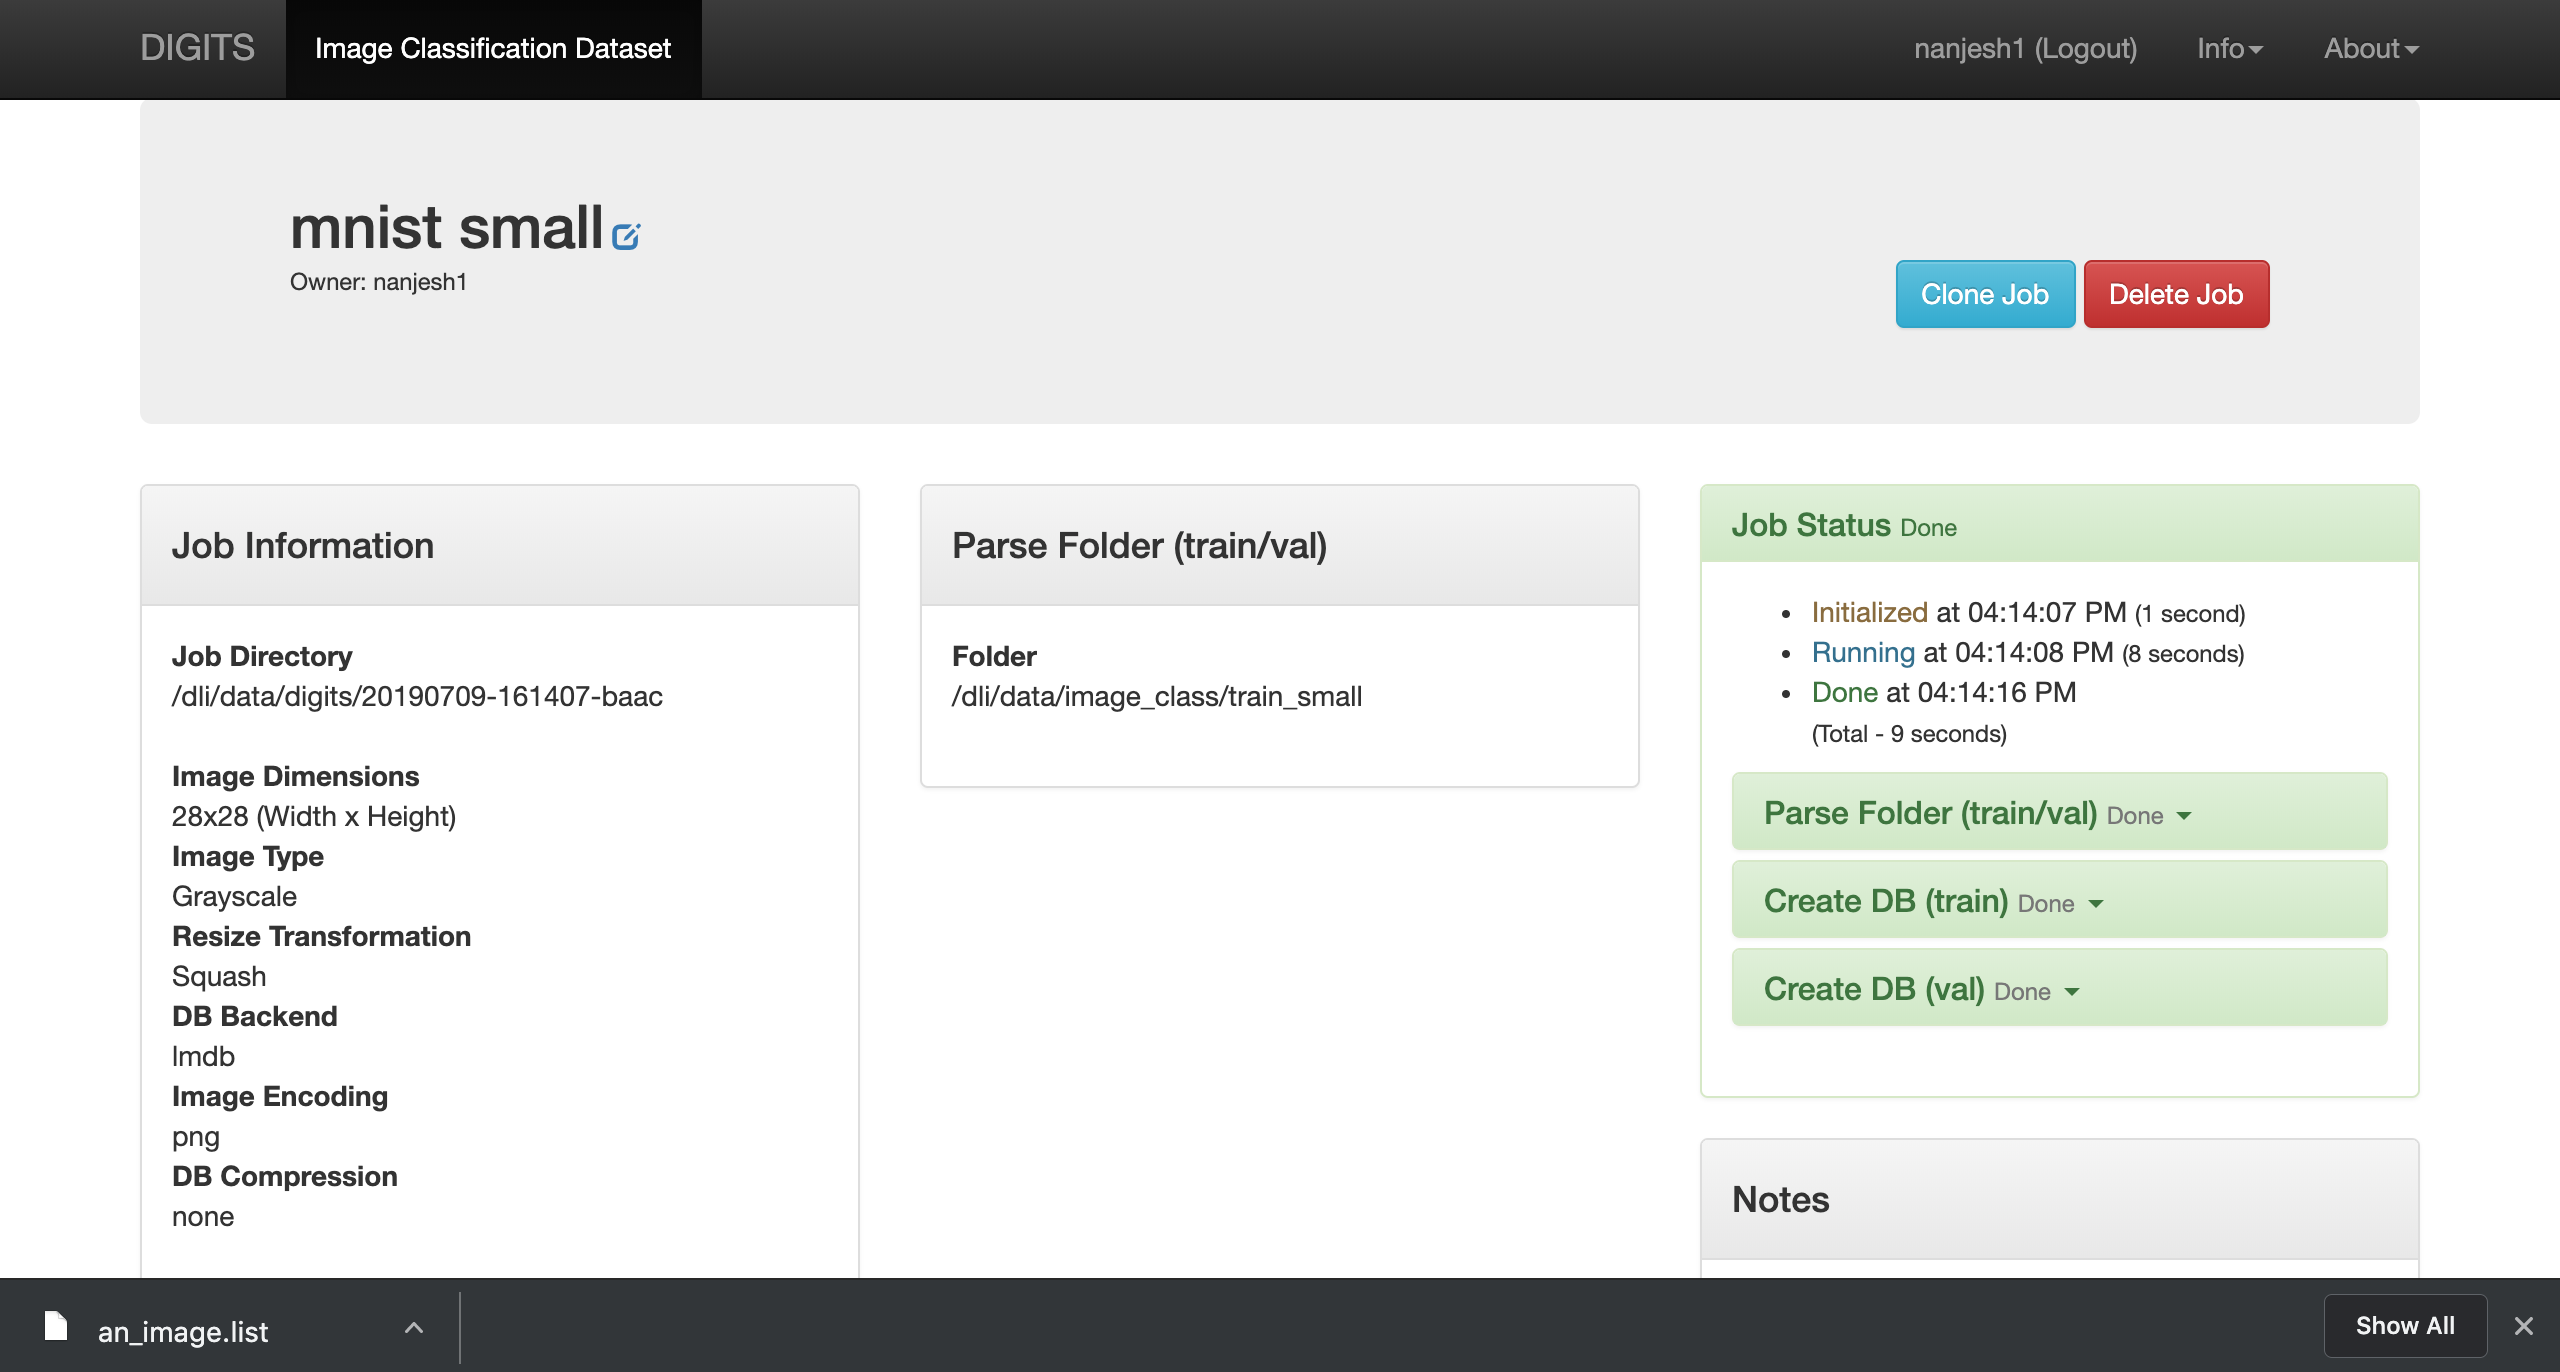 DIGITS
Image Classification Dataset
nanjesh1 (Logout)
Info
About
mnist small
Owner: nanjesh1
Clone Job
Delete Job
Job Information
Job Directory
/dli/data/digits/20190709-161407-baac
Image Dimensions
28x28 (Width x Height)
Image Type
Grayscale
Resize Transformation
Squash
DB Backend
lmdb
Image Encoding
png
DB Compression
none
Parse Folder (train/val)
Folder
/dli/data/image_class/train_small
Job Status Done
Initialized at 04:14:07 PM (1 second)
Running at 04:14:08 PM (8 seconds)
Done at 04:14:16 PM
(Total - 9 seconds)
Parse Folder (train/val) Done
Create DB (train) Done
Create DB (val) Done
Notes
an_image.list
Show All